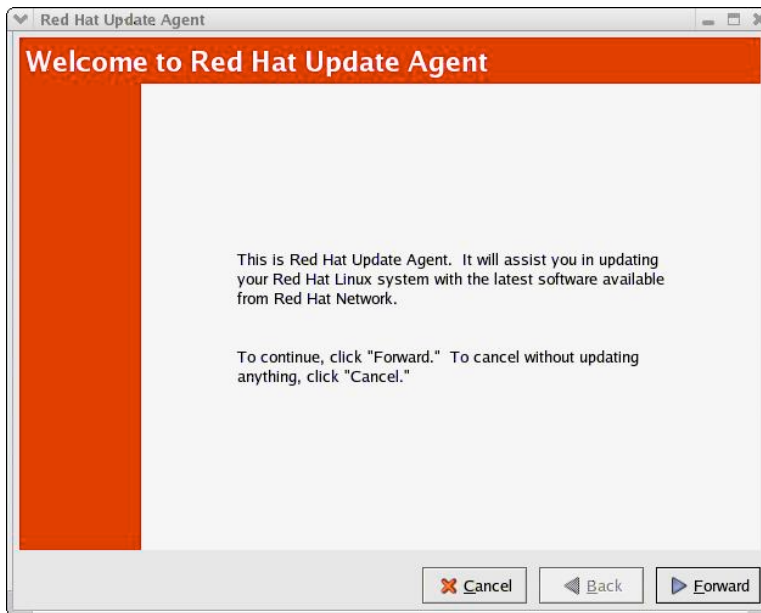 Red Hat Update Agent
Welcome to Red Hat Update Agent
This is Red Hat Update Agent. It will assist you in updating
your Red Hat Linux system with the latest software available
from Red Hat Network.
To continue, click "Forward." To cancel without updating
anything, click "Cancel."
Cancel
Back
Forward